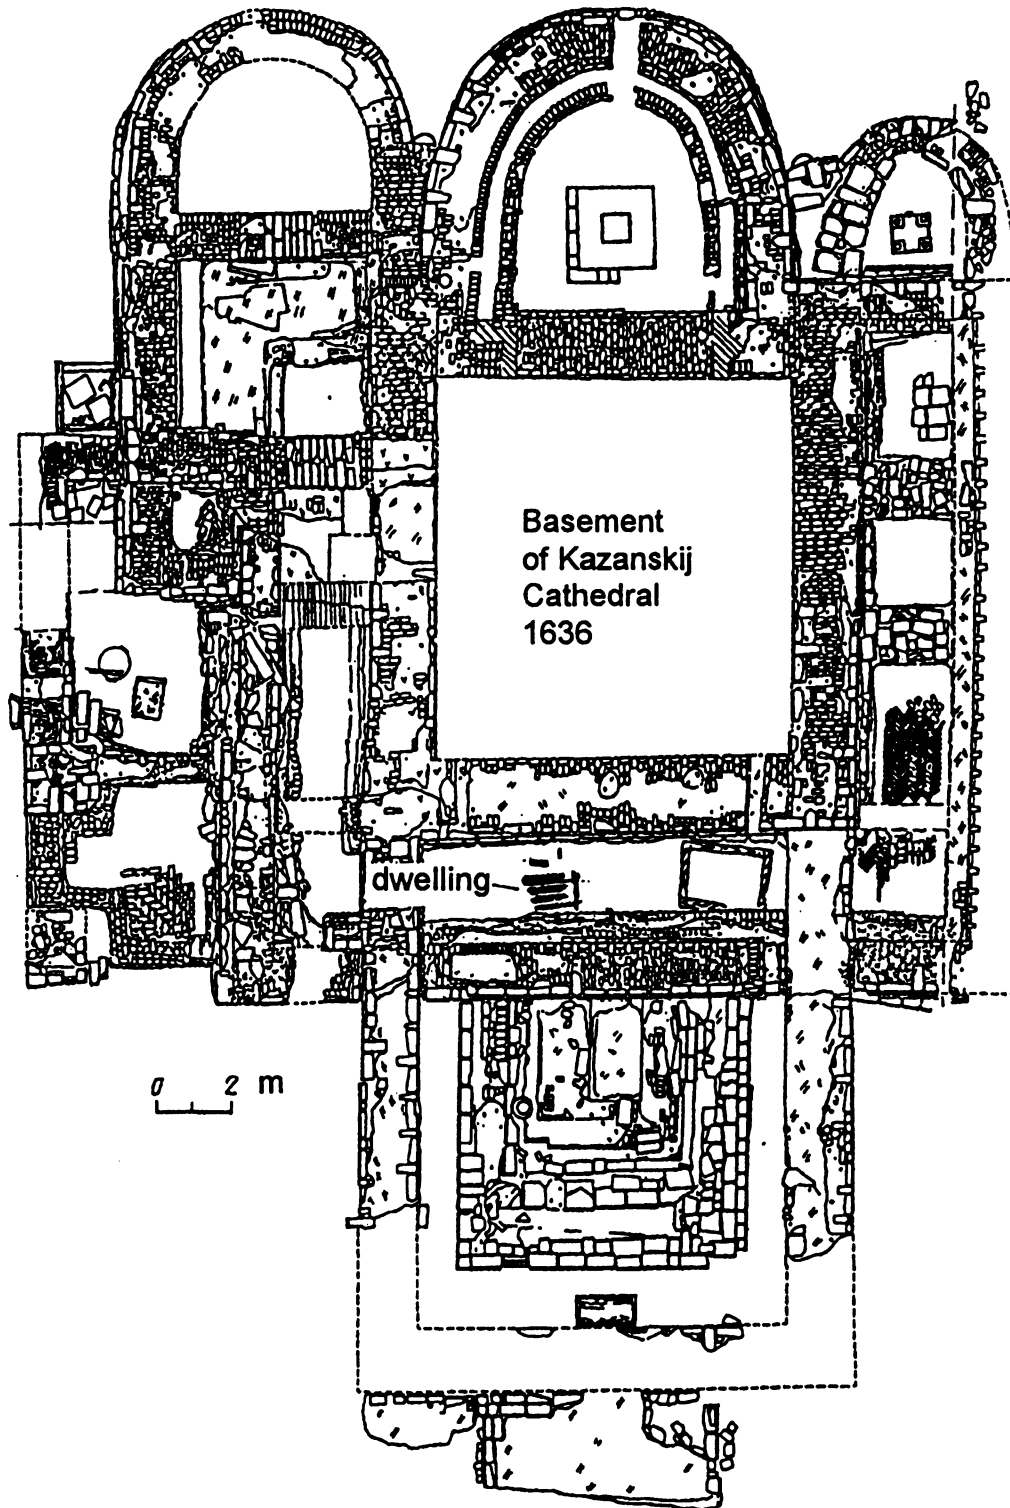 Basement
of Kazanskij
Cathedral
1636
dwelling
0 2 m